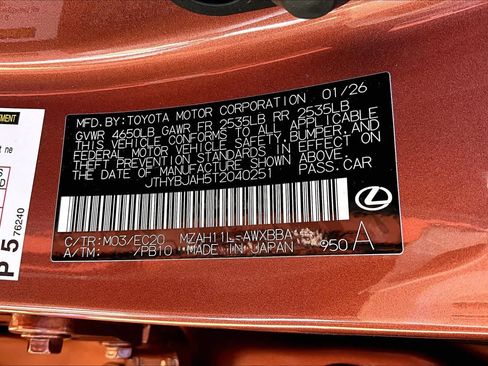 MFD.BY:TOYOTA MOTOR CORPORATION 01/26
GVWR 4650LB GAWR FR 2535LB RR 2535LB
THIS VEHICLE CONFORMS TO ALL APPLICABLE
FEDERAL MOTOR VEHICLE SAFETY, BUMPER, AND
THEFT PREVENTION STANDARDS IN EFFECT ON
THE DATE OF MANUFACTURE SHOWN ABOVE.
JTHYBJAH5T2040251 PASS.CAR
C/TR:M03/EC20 MZAH11L-AWXBBA
A/TM: /PB10 MADE IN JAPAN 950 A
P 5
76240